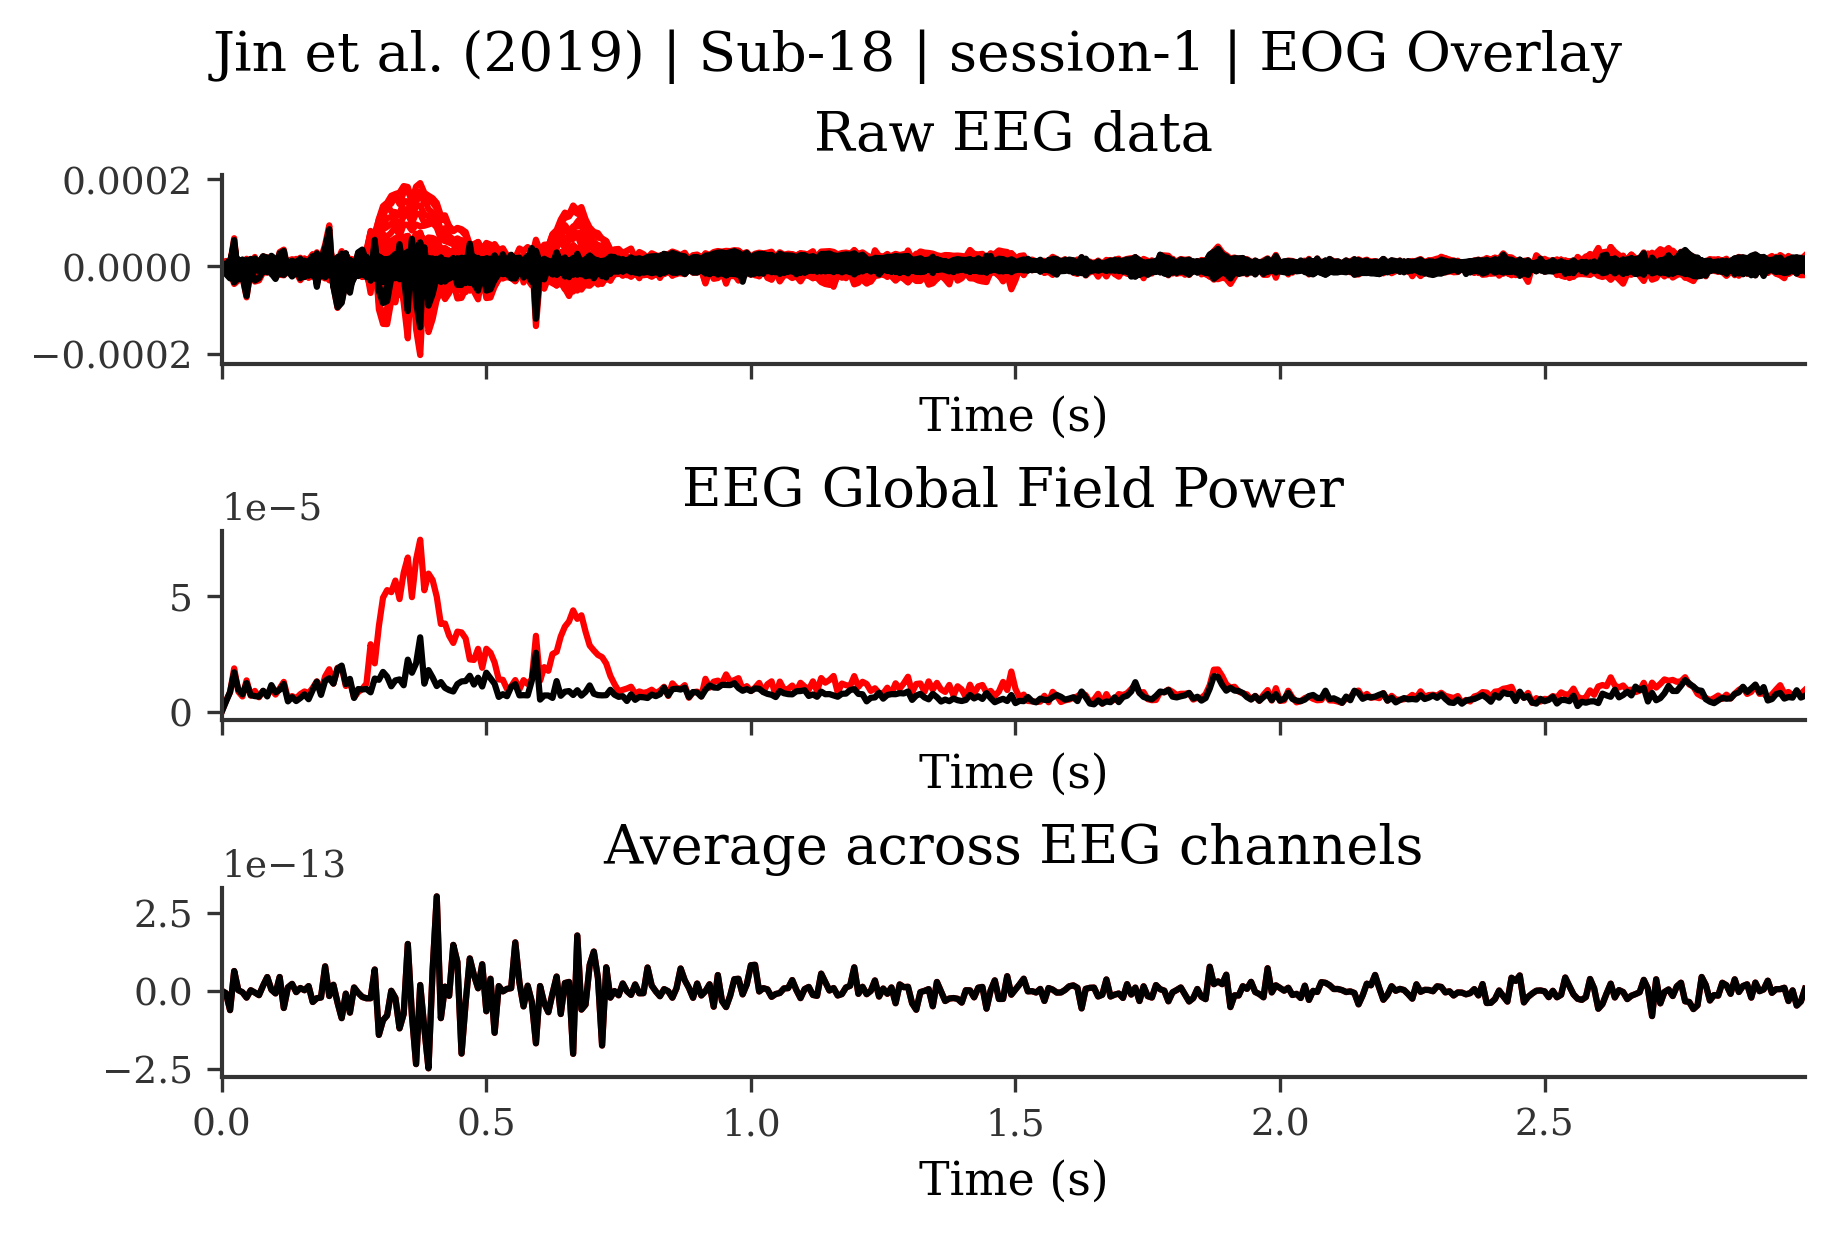 Jin et al. (2019) | Sub-18 | session-1 | EOG Overlay
Raw EEG data
0.0002
0.0000
−0.0002
Time (s)
EEG Global Field Power
1e−5
5
0
Time (s)
Average across EEG channels
1e−13
2.5
0.0
−2.5
0.0 0.5 1.0 1.5 2.0 2.5
Time (s)